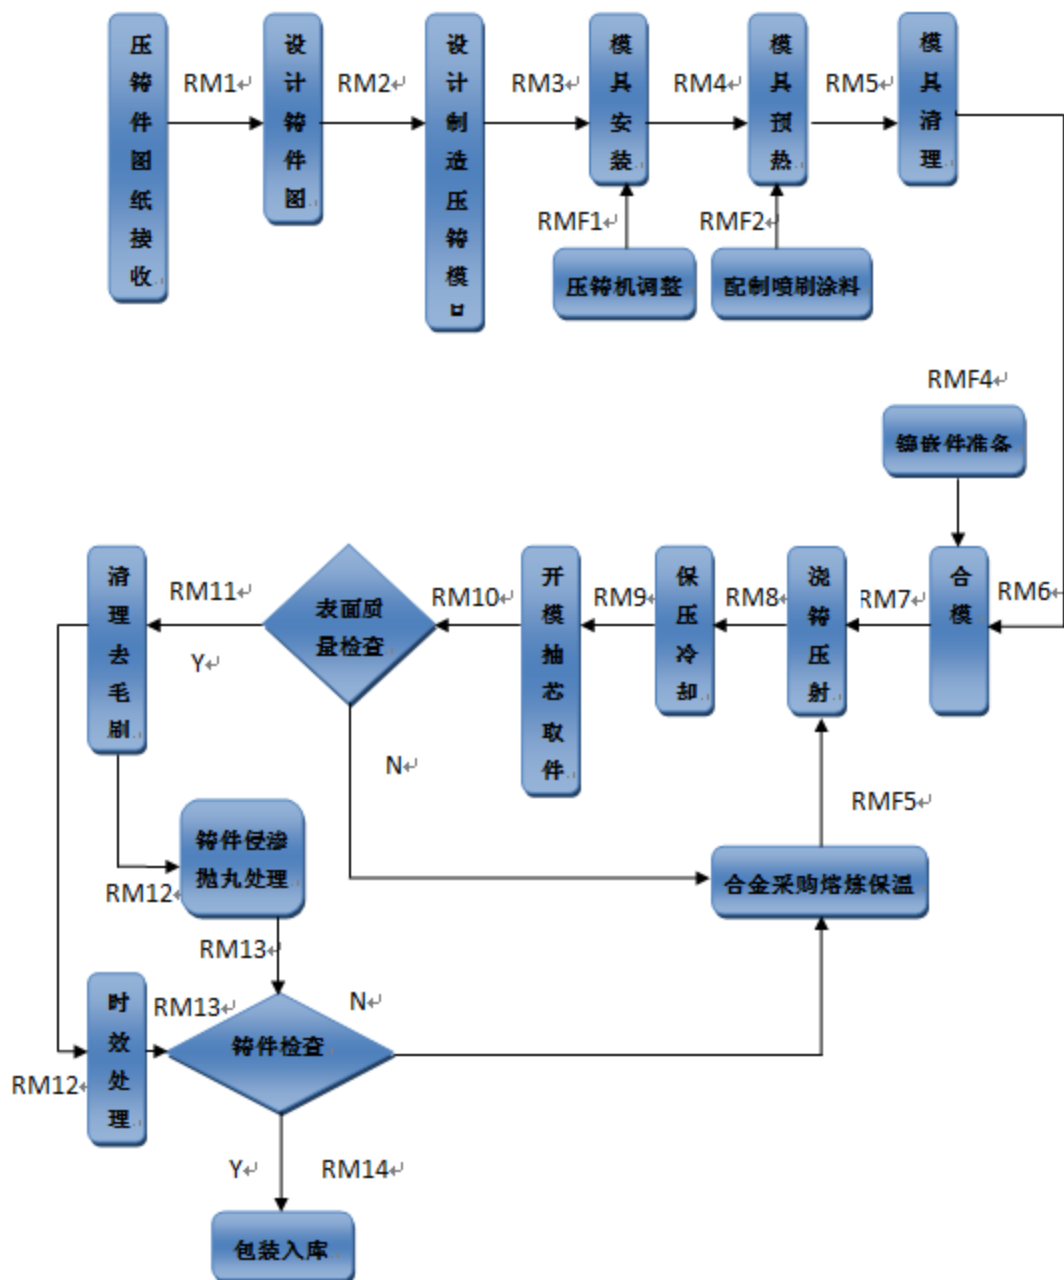 压铸件图纸接收
RM1↵
设计铸件图
RM2↵
设计制造压铸模
RM3↵
模具安装
RM4↵
模具预热
RM5↵
模具清理
RMF1↵
压铸机调整
RMF2↵
配制喷刷涂料
RMF4↵
镶嵌件准备
RM6↵
合模
RM7↵
浇铸压射
RM8↵
保压冷却
RM9↵
开模抽芯取件
RM10↵
表面质
量检查
RM11↵
Y↵
清理去毛刷
N↵
RMF5↵
合金采购熔炼保温
铸件侵渗
抛丸处理
RM12↵
RM13↵
时效处理
RM12↵
RM13↵
铸件检查
N↵
Y↵
RM14↵
包装入库